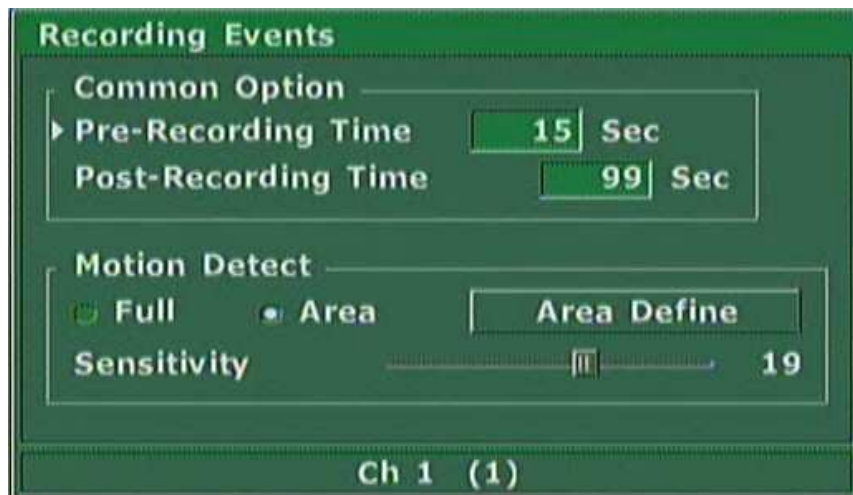 Recording Events
Common Option
Pre-Recording Time 15 Sec
Post-Recording Time 99 Sec
Motion Detect
Full Area Area Define
Sensitivity 19
Ch 1 (1)